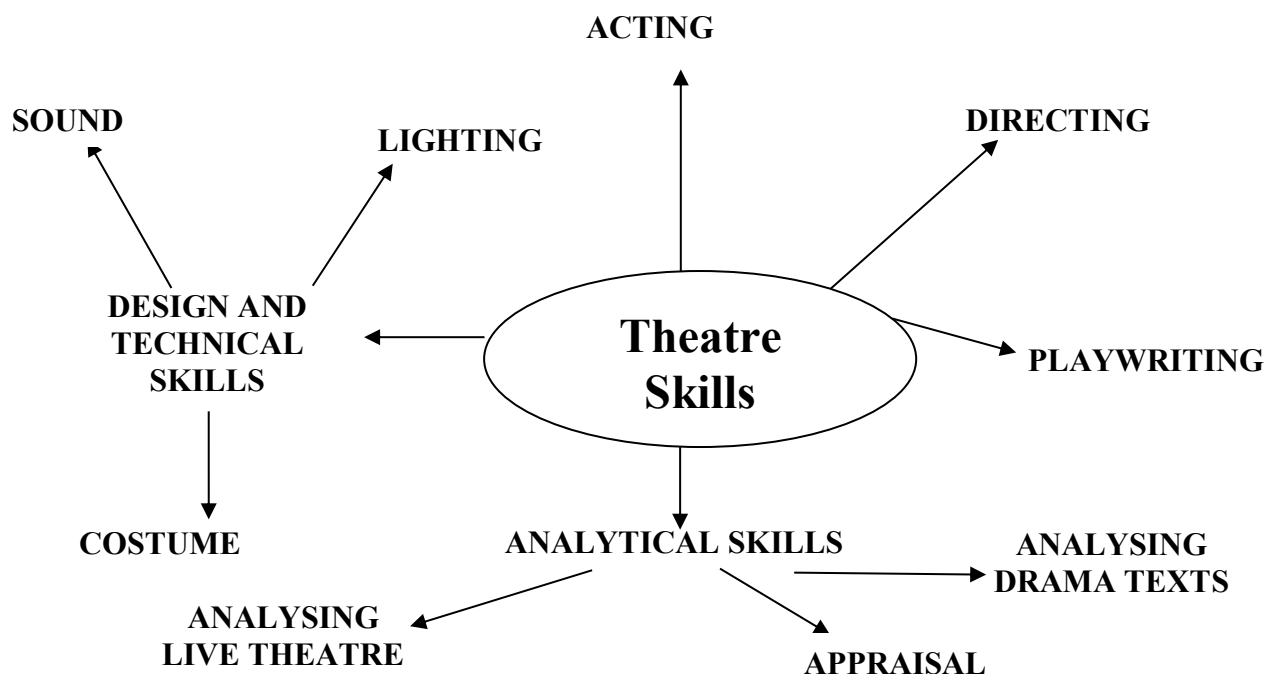 ACTING
SOUND
LIGHTING
DIRECTING
DESIGN AND
TECHNICAL
SKILLS
Theatre
Skills
PLAYWRITING
COSTUME
ANALYTICAL SKILLS
ANALYSING
DRAMA TEXTS
ANALYSING
LIVE THEATRE
APPRAISAL